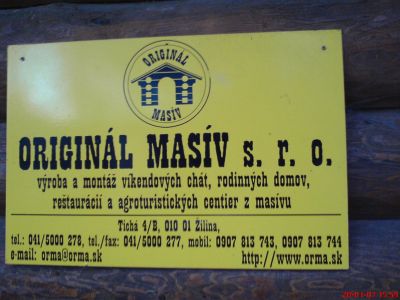 ORIGINÁL
MASÍV
ORIGINÁL MASÍV s. r. o.
výroba a montáž víkendových chát, rodinných domov,
reštaurácií a agroturistických centier z masívu
Tichá 4/B, 010 01 Žilina,
tel.: 041/5000 278, tel./fax: 041/5000 277, mobil: 0907 813 743, 0907 813 744
e-mail: orma@orma.sk http://www.orma.sk